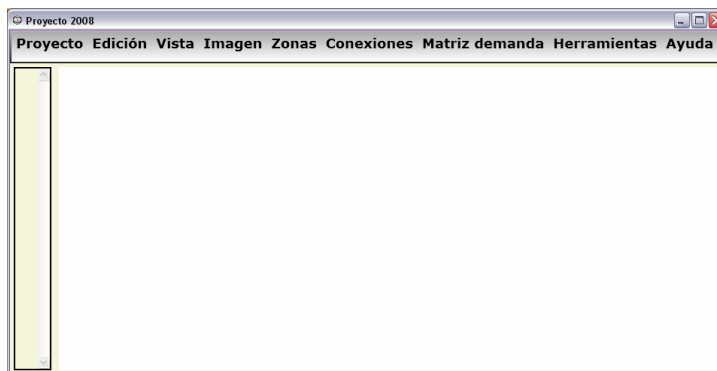 Proyecto 2008
Proyecto Edición Vista Imagen Zonas Conexiones Matriz demanda Herramientas Ayuda